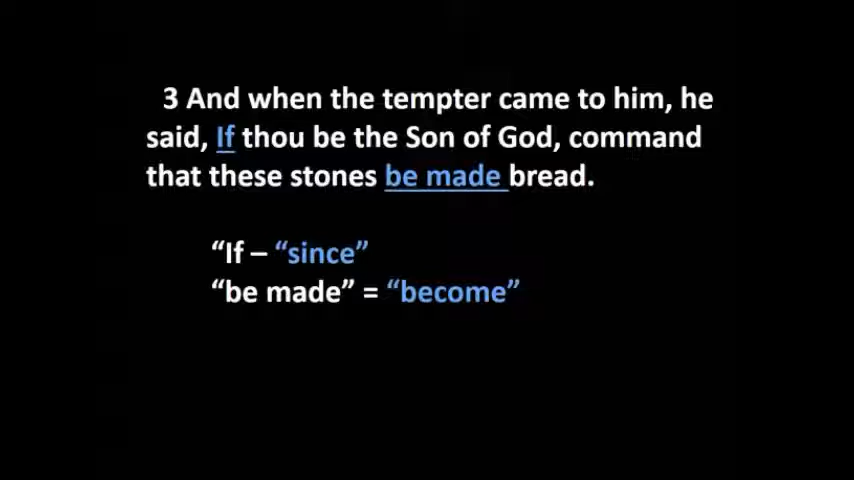 3 And when the tempter came to him, he
said, If thou be the Son of God, command
that these stones be made bread.
“If – “since”
“be made” = “become”